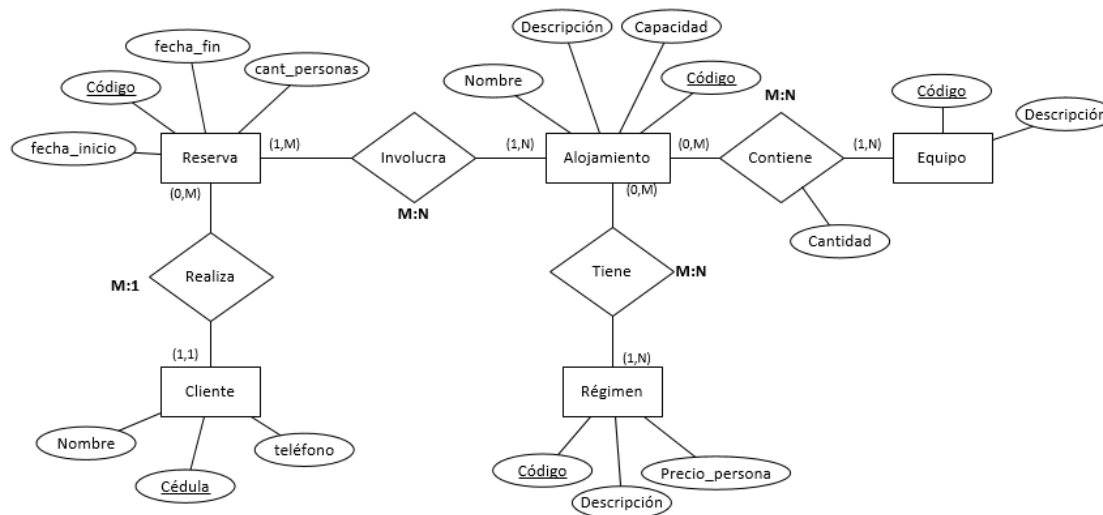 Descripción
Capacidad
fecha_fin
cant_personas
Nombre
Código
Código
M:N
Código
Descripción
fecha_inicio
Reserva
(1,M)
Involucra
(1,N)
Alojamiento
(0,M)
Contiene
(1,N)
Equipo
(0,M)
(0,M)
M:N
Cantidad
M:1
Realiza
Tiene
M:N
(1,1)
(1,N)
Cliente
Régimen
Nombre
teléfono
Cédula
Código
Precio_persona
Descripción